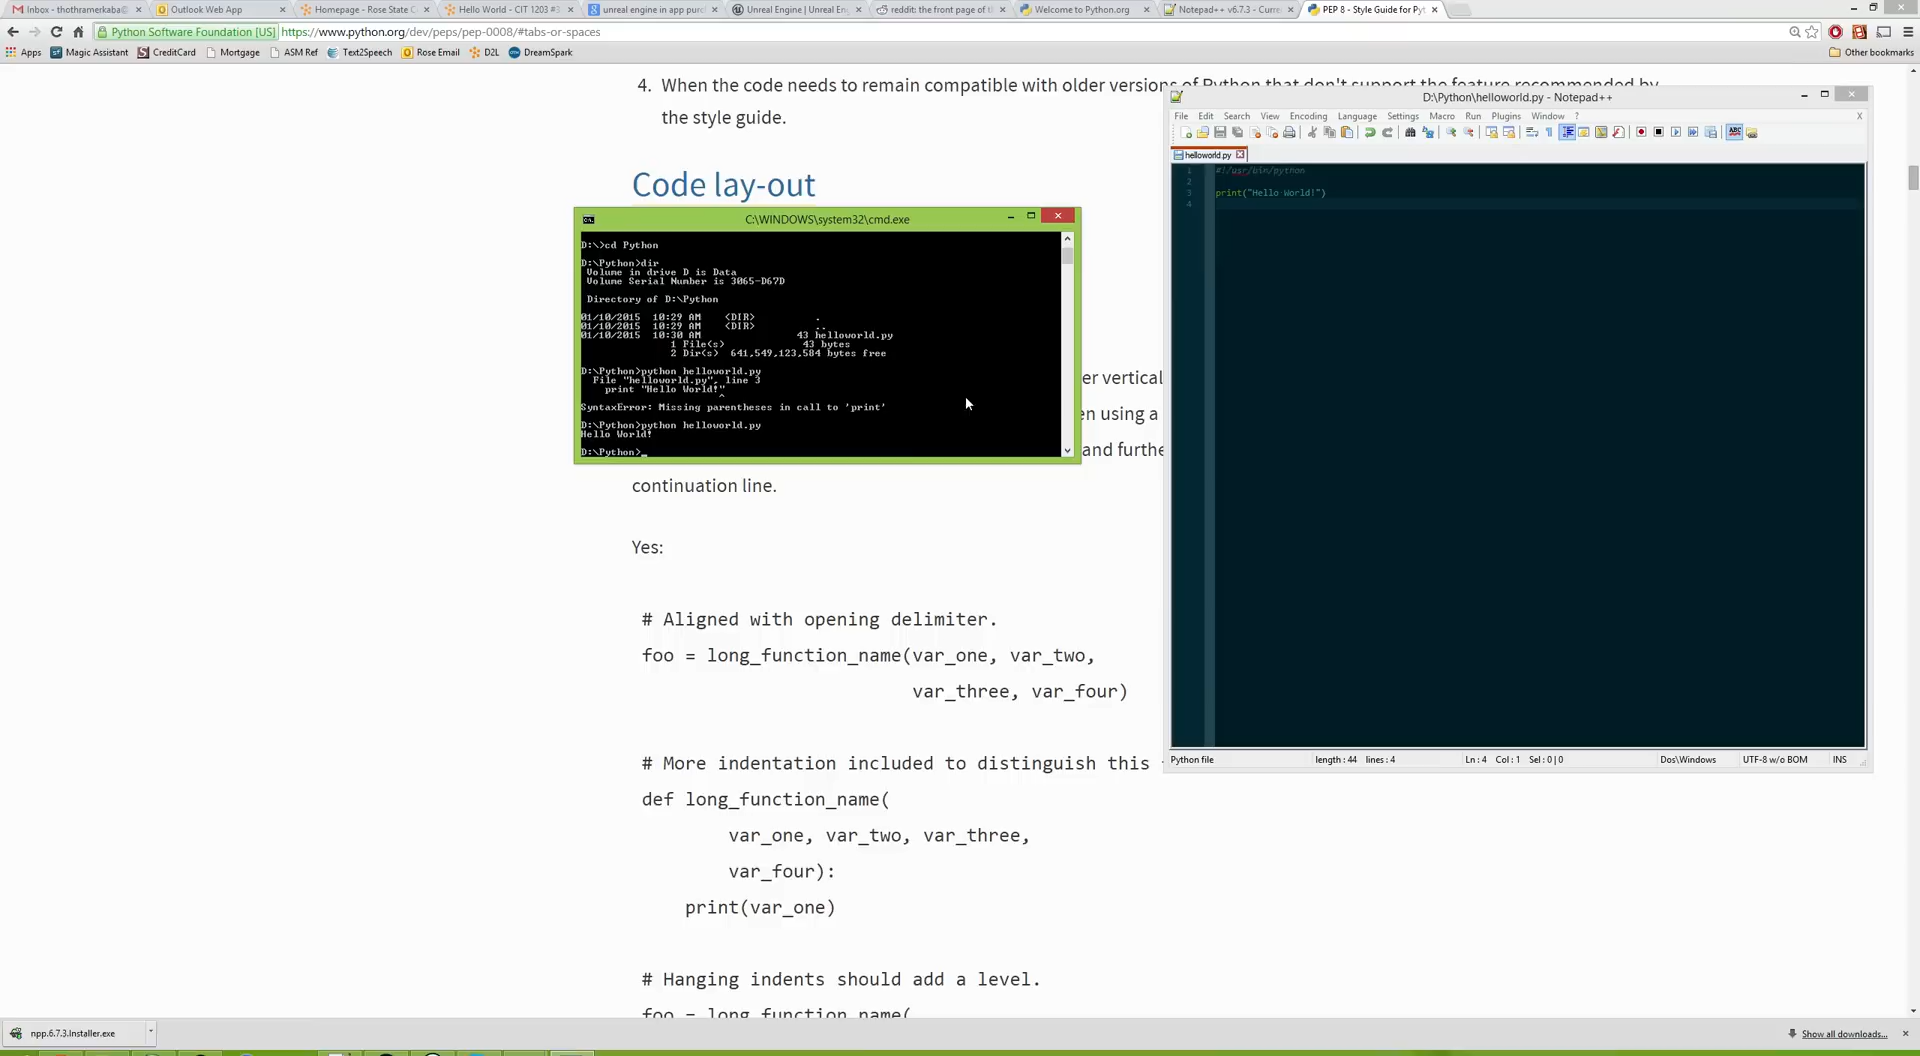 Inbox - thothramerkaba@
Outlook Web App
Homepage - Rose State C
Hello World - CIT 1203 #3
unreal engine in app purc
Unreal Engine | Unreal En
reddit: the front page of th
Welcome to Python.org
Notepad++ v6.7.3 - Curre
PEP 8 - Style Guide for Py
Python Software Foundation [US]
https://www.python.org/dev/peps/pep-0008/#tabs-or-spaces
Apps
Magic Assistant
CreditCard
Mortgage
ASM Ref
Text2Speech
Rose Email
D2L
DreamSpark
Other bookmarks
4. When the code needs to remain compatible with older versions of Python that don't support the feature recommended by
the style guide.
Code lay-out
C:\WINDOWS\system32\cmd.exe
D:\>cd Python
D:\Python>dir
Volume in drive D is Data
Volume Serial Number is 3065-D67D
Directory of D:\Python
01/10/2015 10:29 AM <DIR> .
01/10/2015 10:29 AM <DIR> ..
01/10/2015 10:30 AM 43 helloworld.py
1 File(s) 43 bytes
2 Dir(s) 641,549,123,584 bytes free
D:\Python>python helloworld.py
File "helloworld.py", line 3
print "Hello World!"
^
SyntaxError: Missing parentheses in call to 'print'
D:\Python>python helloworld.py
Hello World!
D:\Python>_
er vertical
en using a
and furthe
continuation line.
Yes:
# Aligned with opening delimiter.
foo = long_function_name(var_one, var_two,
var_three, var_four)
# More indentation included to distinguish this
def long_function_name(
var_one, var_two, var_three,
var_four):
print(var_one)
# Hanging indents should add a level.
foo = long_function_name(
D:\Python\helloworld.py - Notepad++
File Edit Search View Encoding Language Settings Macro Run Plugins Window ?
X
ABC
helloworld.py
1 #!/usr/bin/python
2
3 print("Hello World!")
4
Python file
length : 44 lines : 4
Ln : 4 Col : 1 Sel : 0 | 0
Dos\Windows
UTF-8 w/o BOM
INS
npp.6.7.3.Installer.exe
Show all downloads...